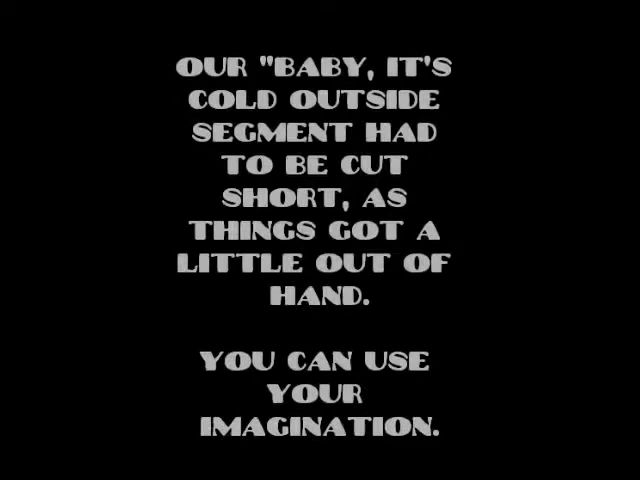 OUR "BABY, IT'S
COLD OUTSIDE
SEGMENT HAD
TO BE CUT
SHORT, AS
THINGS GOT A
LITTLE OUT OF
HAND.
YOU CAN USE
YOUR
IMAGINATION.